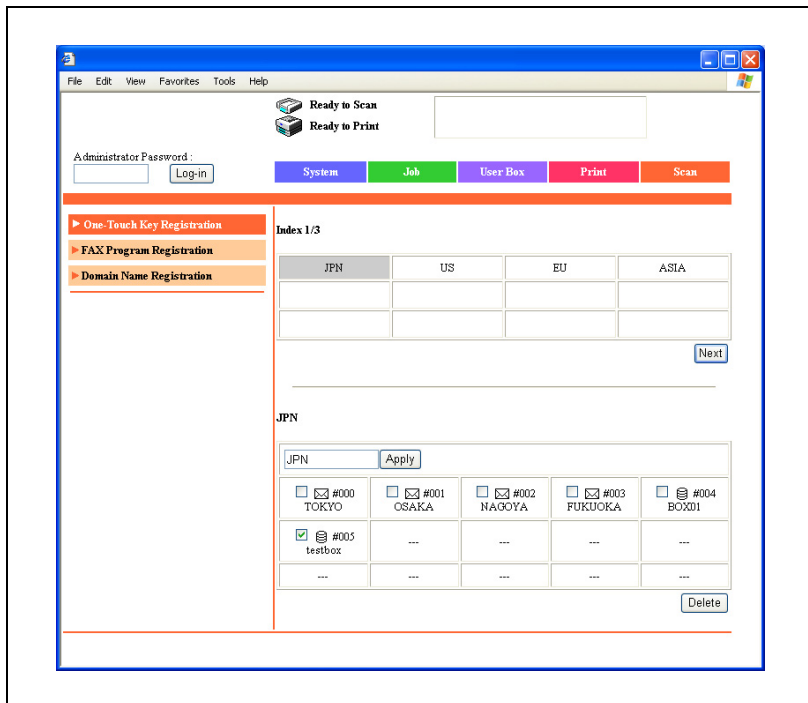 File Edit View Favorites Tools Help
Ready to Scan
Ready to Print
Administrator Password :
Log-in
System Job User Box Print Scan
One-Touch Key Registration
FAX Program Registration
Domain Name Registration
Index 1/3
JPN US EU ASIA
Next
JPN
JPN Apply
#000 #001 #002 #003 #004
TOKYO OSAKA NAGOYA FUKUOKA BOX01
#005
testbox --- --- --- ---
--- --- --- --- ---
Delete